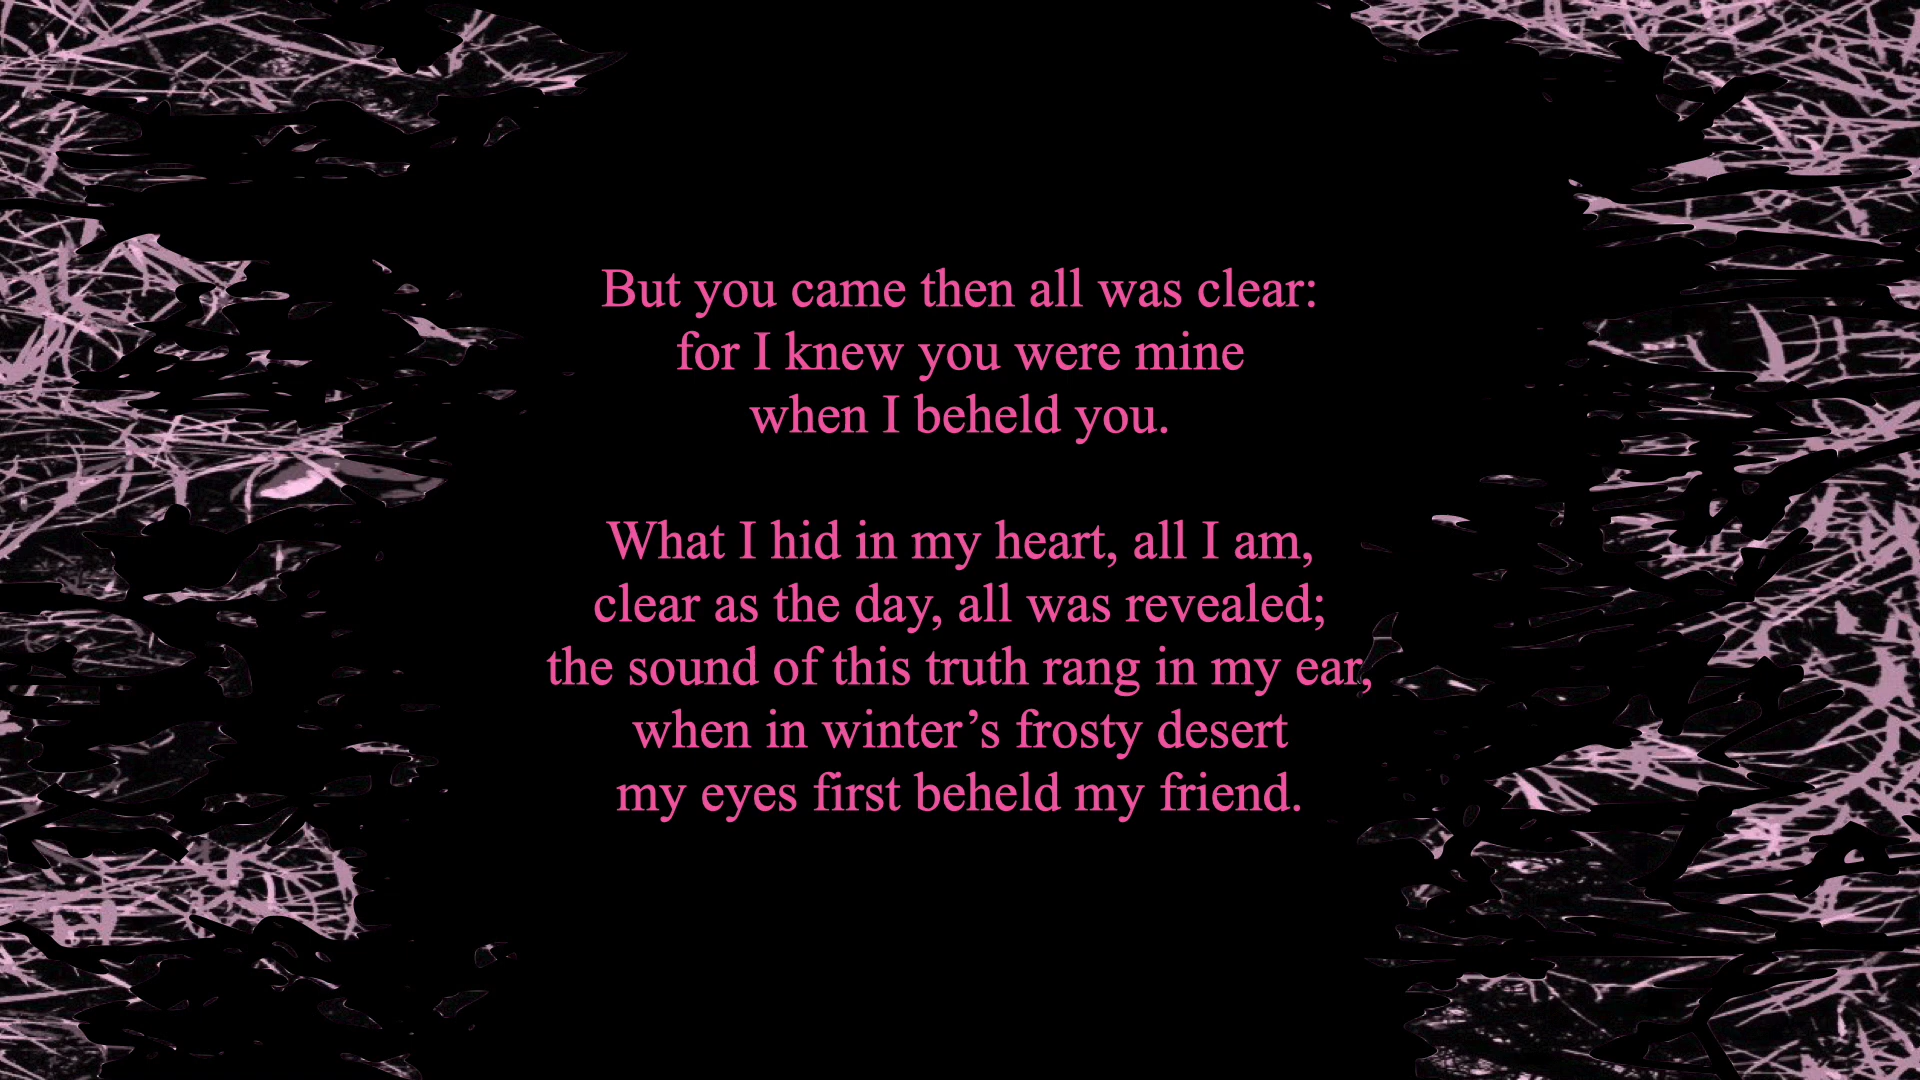 But you came then all was clear:
for I knew you were mine
when I beheld you.
What I hid in my heart, all I am,
clear as the day, all was revealed;
the sound of this truth rang in my ear,
when in winter’s frosty desert
my eyes first beheld my friend.